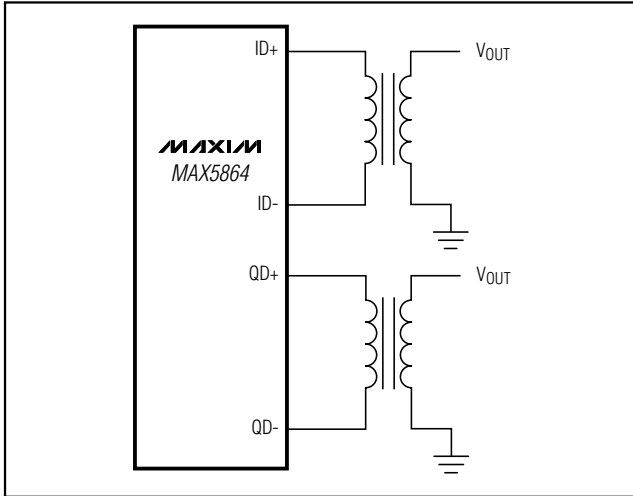 ID+
VOUT
MAXIM
MAX5864
ID-
QD+
VOUT
QD-